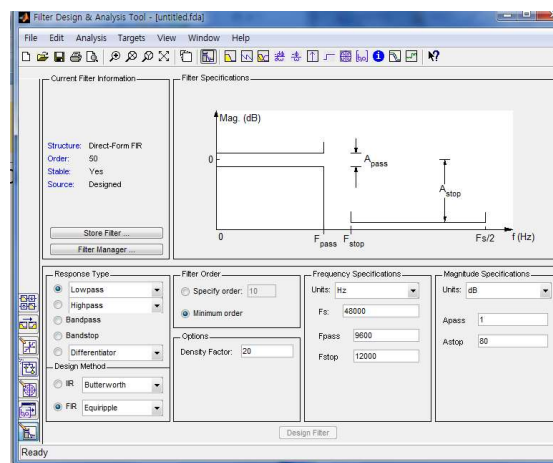 Filter Design & Analysis Tool - [untitled.fda]
File Edit Analysis Targets View Window Help
Current Filter Information
Structure: Direct-Form FIR
Order: 50
Stable: Yes
Source: Designed
Store Filter ...
Filter Manager ...
Filter Specifications
Mag. (dB)
0
Apass
Astop
0 Fpass Fstop Fs/2 f (Hz)
Response Type
Lowpass
Highpass
Bandpass
Bandstop
Differentiator
Design Method
IIR Butterworth
FIR Equiripple
Filter Order
Specify order: 10
Minimum order
Options
Density Factor: 20
Frequency Specifications
Units: Hz
Fs: 48000
Fpass 9600
Fstop 12000
Magnitude Specifications
Units: dB
Apass 1
Astop 80
Design Filter
Ready